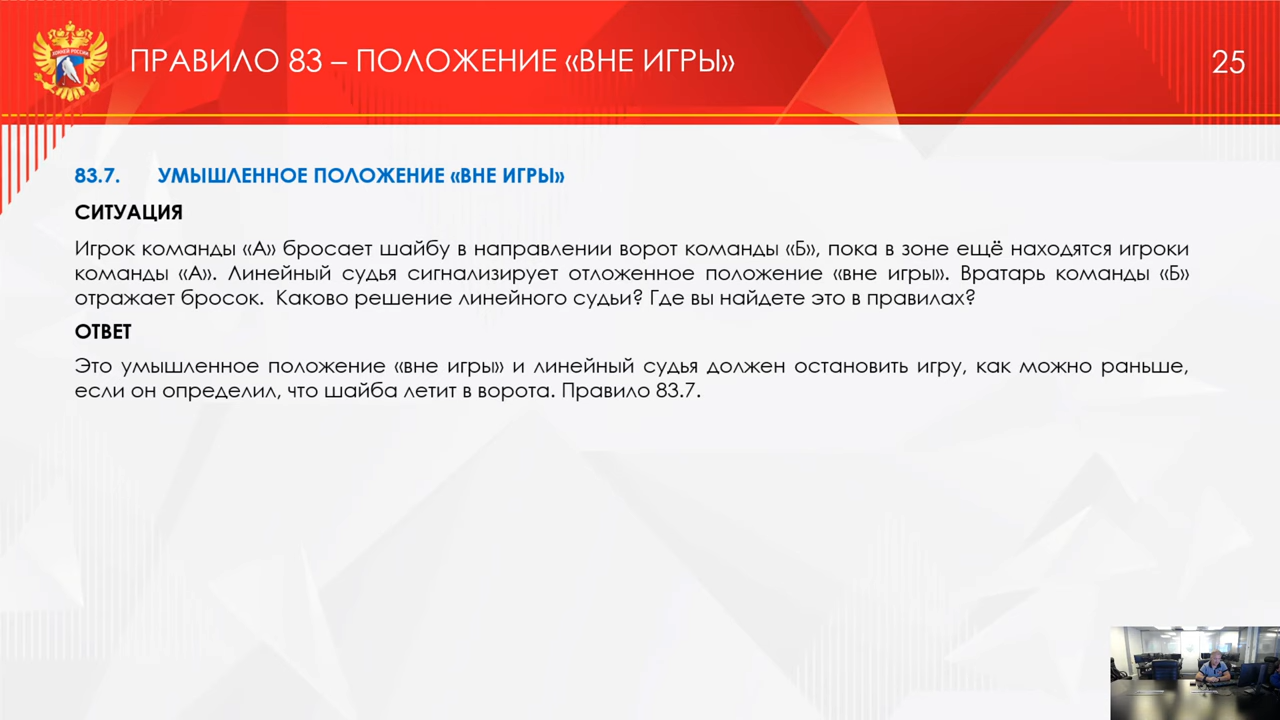 ПРАВИЛО 83 – ПОЛОЖЕНИЕ «ВНЕ ИГРЫ»
25
83.7. УМЫШЛЕННОЕ ПОЛОЖЕНИЕ «ВНЕ ИГРЫ»
СИТУАЦИЯ
Игрок команды «А» бросает шайбу в направлении ворот команды «Б», пока в зоне ещё находятся игроки
команды «А». Линейный судья сигнализирует отложенное положение «вне игры». Вратарь команды «Б»
отражает бросок. Каково решение линейного судьи? Где вы найдете это в правилах?
ОТВЕТ
Это умышленное положение «вне игры» и линейный судья должен остановить игру, как можно раньше,
если он определил, что шайба летит в ворота. Правило 83.7.